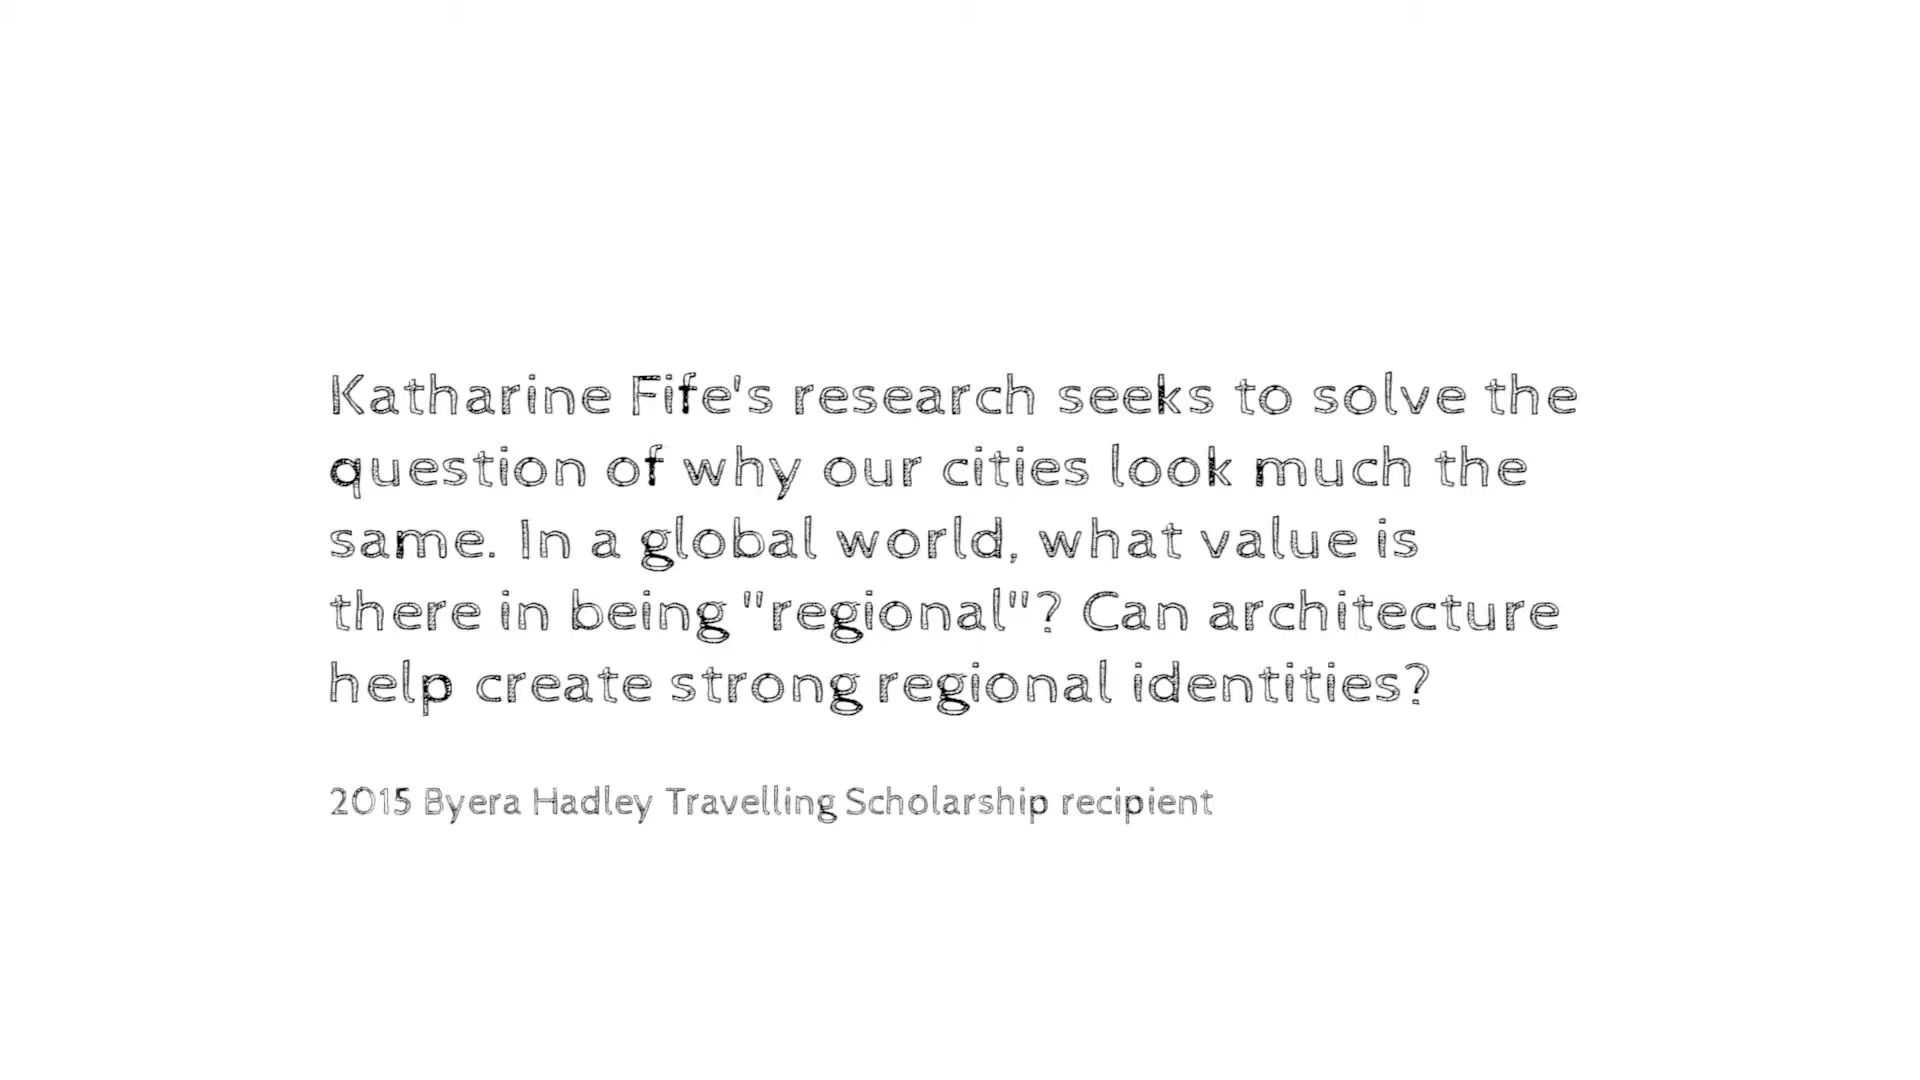 Katharine Fife's research seeks to solve the
question of why our cities look much the
same. In a global world, what value is
there in being "regional"? Can architecture
help create strong regional identities?
2015 Byera Hadley Travelling Scholarship recipient